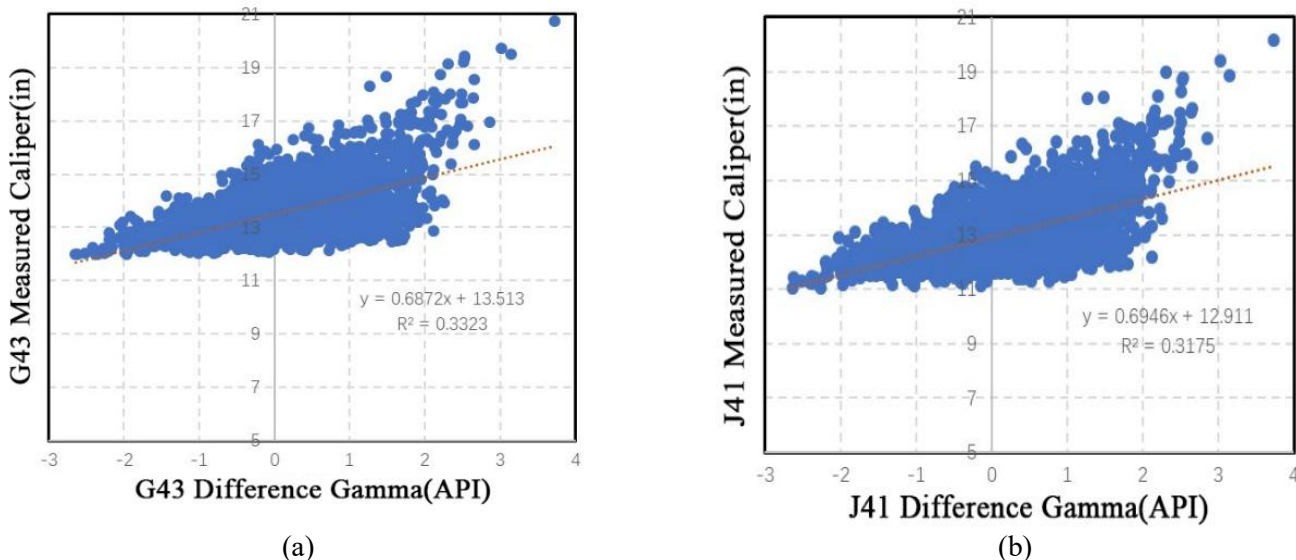 G43 Measured Caliper(in)
21
19
17
15
13
11
9
7
5
-3 -2 -1 0 1 2 3 4
G43 Difference Gamma(API)
y = 0.6872x + 13.513
R² = 0.3323
(a)
J41 Measured Caliper(in)
21
19
17
15
13
11
9
7
5
-3 -2 -1 0 1 2 3 4
J41 Difference Gamma(API)
y = 0.6946x + 12.911
R² = 0.3175
(b)